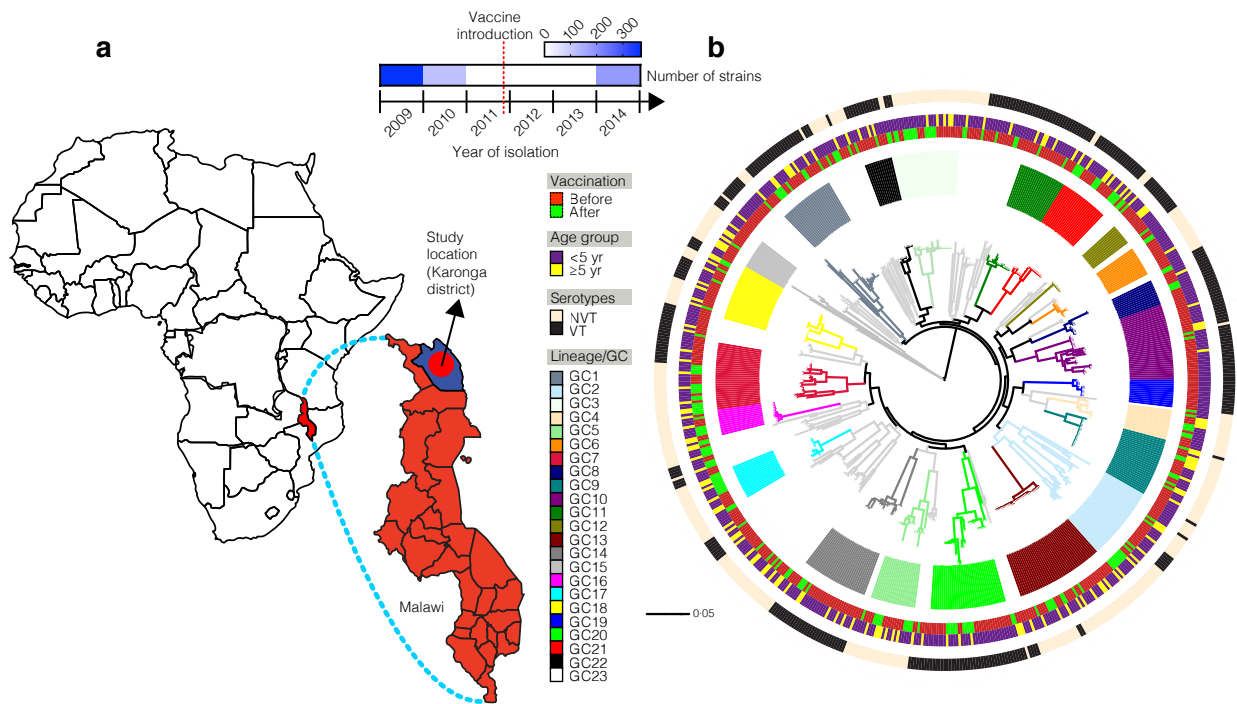 a
Vaccine
introduction
0
100
200
300
Number of strains
2009
2010
2011
2012
2013
2014
Year of isolation
Study
location
(Karonga
district)
Malawi
Vaccination
Before
After
Age group
<5 yr
≥5 yr
Serotypes
NVT
VT
Lineage/GC
GC1
GC2
GC3
GC4
GC5
GC6
GC7
GC8
GC9
GC10
GC11
GC12
GC13
GC14
GC15
GC16
GC17
GC18
GC19
GC20
GC21
GC22
GC23
b
0·05